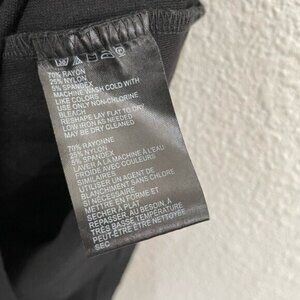 70% RAYON
25% NYLON
5% SPANDEX
MACHINE WASH COLD WITH
LIKE COLORS
USE ONLY NON-CHLORINE
BLEACH
RESHAPE LAY FLAT TO DRY
LOW IRON AS NEEDED
MAY BE DRY CLEANED
70% RAYONNE
25% NYLON
5% SPANDEX
LAVER À LA MACHINE À L'EAU
FROIDE AVEC COULEURS
SIMILAIRES
UTILISER UN AGENT DE
BLANCHIMENT SANS CHLORE
METTRE EN FORME ET
SÉCHER À PLAT
REPASSER, AU BESOIN, À
TRÈS BASSE TEMPÉRATURE
PEUT-ÊTRE ÊTRE NETTOYÉE
SEC